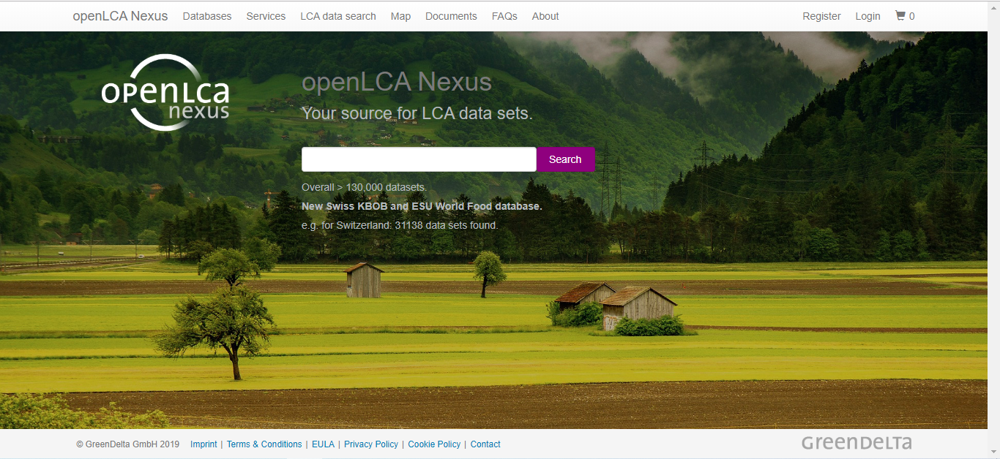 openLCA Nexus Databases Services LCA data search Map Documents FAQs About Register Login 0
openLCA
nexus
openLCA Nexus
Your source for LCA data sets.
Search
Overall > 130,000 datasets.
New Swiss KBOB and ESU World Food database.
e.g. for Switzerland: 31138 data sets found.
© GreenDelta GmbH 2019 Imprint | Terms & Conditions | EULA | Privacy Policy | Cookie Policy | Contact
GreenDeLTa